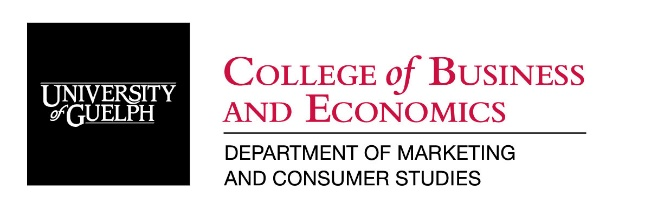 UNIVERSITY
of GUELPH
COLLEGE of BUSINESS
AND ECONOMICS
DEPARTMENT OF MARKETING
AND CONSUMER STUDIES